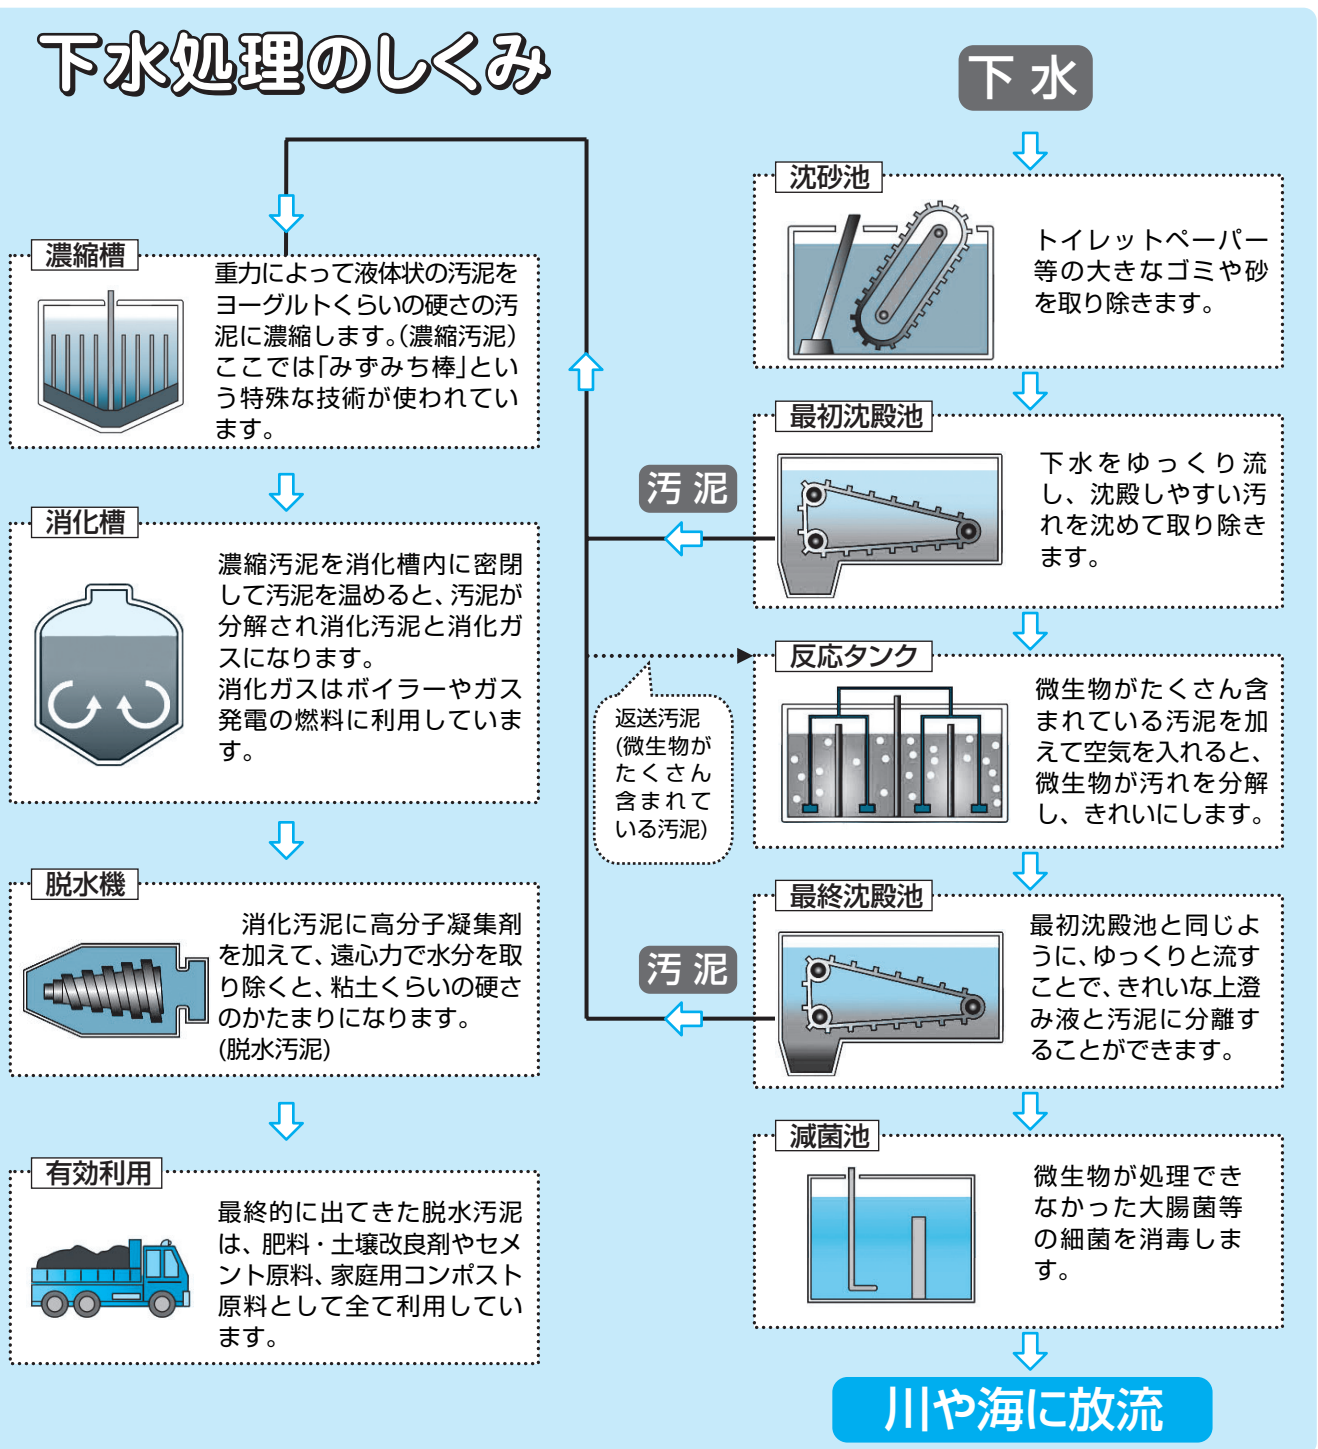 下水処理のしくみ
下水
沈砂池
トイレットペーパー
等の大きなゴミや砂
を取り除きます。
最初沈殿池
下水をゆっくり流
し、沈殿しやすい汚
れを沈めて取り除き
ます。
汚泥
反応タンク
微生物がたくさん含
まれている汚泥を加
えて空気を入れると、
微生物が汚れを分解
し、きれいにします。
返送汚泥
(微生物が
たくさん
含まれて
いる汚泥)
最終沈殿池
最初沈殿池と同じよ
うに、ゆっくりと流す
ことで、きれいな上澄
み液と汚泥に分離す
ることができます。
汚泥
減菌池
微生物が処理でき
なかった大腸菌等
の細菌を消毒しま
す。
川や海に放流
濃縮槽
重力によって液体状の汚泥を
ヨーグルトくらいの硬さの汚
泥に濃縮します。(濃縮汚泥)
ここでは「みずみち棒」とい
う特殊な技術が使われてい
ます。
消化槽
濃縮汚泥を消化槽内に密閉
して汚泥を温めると、汚泥が
分解され消化汚泥と消化ガ
スになります。
消化ガスはボイラーやガス
発電の燃料に利用していま
す。
脱水機
消化汚泥に高分子凝集剤
を加えて、遠心力で水分を取
り除くと、粘土くらいの硬さ
のかたまりになります。
(脱水汚泥)
有効利用
最終的に出てきた脱水汚泥
は、肥料・土壌改良剤やセメ
ント原料、家庭用コンポスト
原料として全て利用してい
ます。